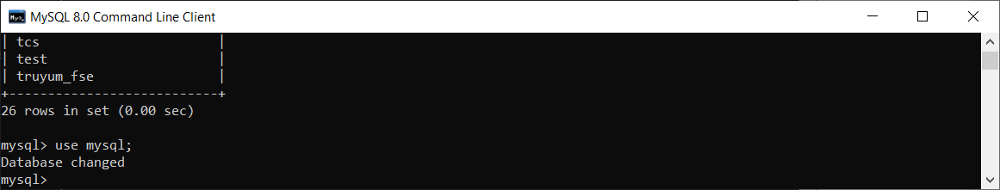 MySQL 8.0 Command Line Client
| tcs                       |
| test                      |
| truyum_fse                |
+---------------------------+
26 rows in set (0.00 sec)
mysql> use mysql;
Database changed
mysql>